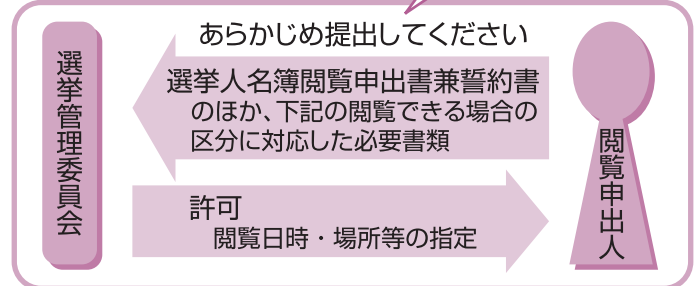 あらかじめ提出してください
選挙管理委員会
選挙人名簿閲覧申出書兼誓約書
のほか、下記の閲覧できる場合の
区分に対応した必要書類
閲覧申出人
許可
閲覧日時・場所等の指定